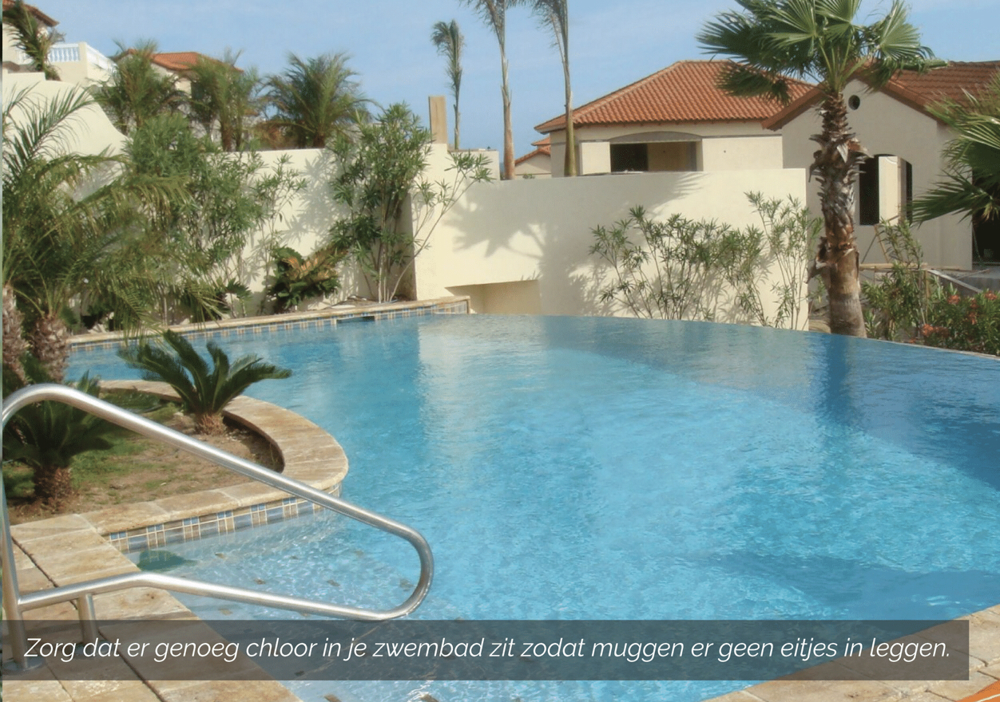 Zorg dat er genoeg chloor in je zwembad zit zodat muggen er geen eitjes in leggen.